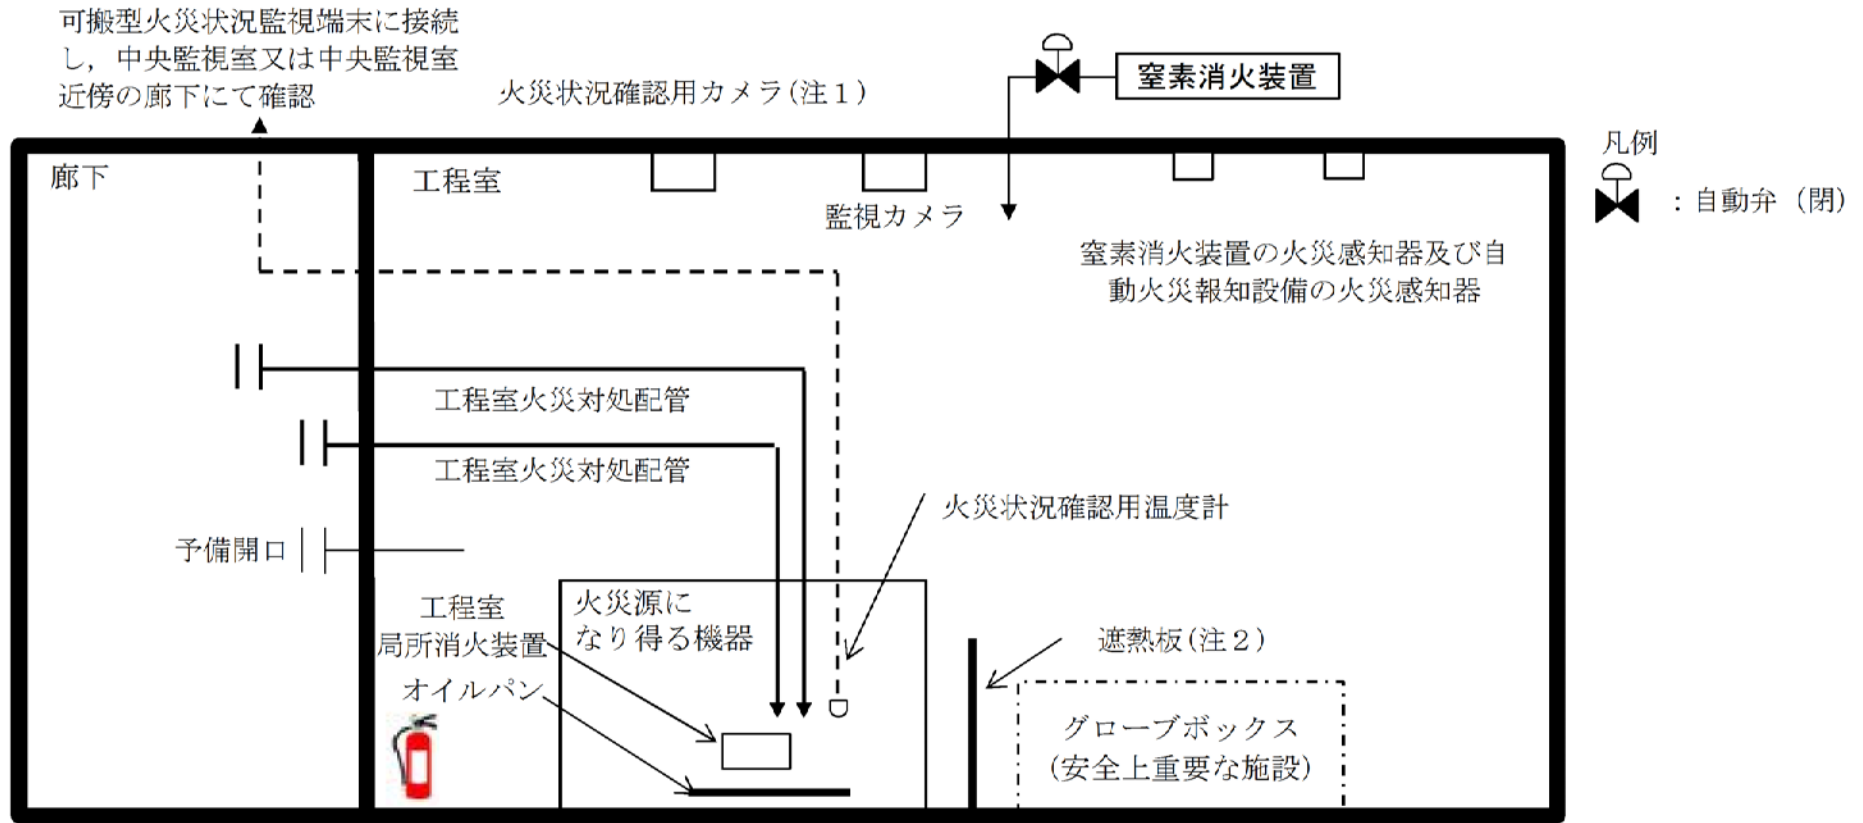 可搬型火災状況監視端末に接続
し，中央監視室又は中央監視室
近傍の廊下にて確認
火災状況確認用カメラ(注１)
窒素消火装置
凡例
：自動弁（閉）
廊下
工程室
監視カメラ
窒素消火装置の火災感知器及び自
動火災報知設備の火災感知器
工程室火災対処配管
工程室火災対処配管
火災状況確認用温度計
予備開口
工程室
局所消火装置
オイルパン
火災源に
なり得る機器
遮熱板(注２)
グローブボックス
(安全上重要な施設)